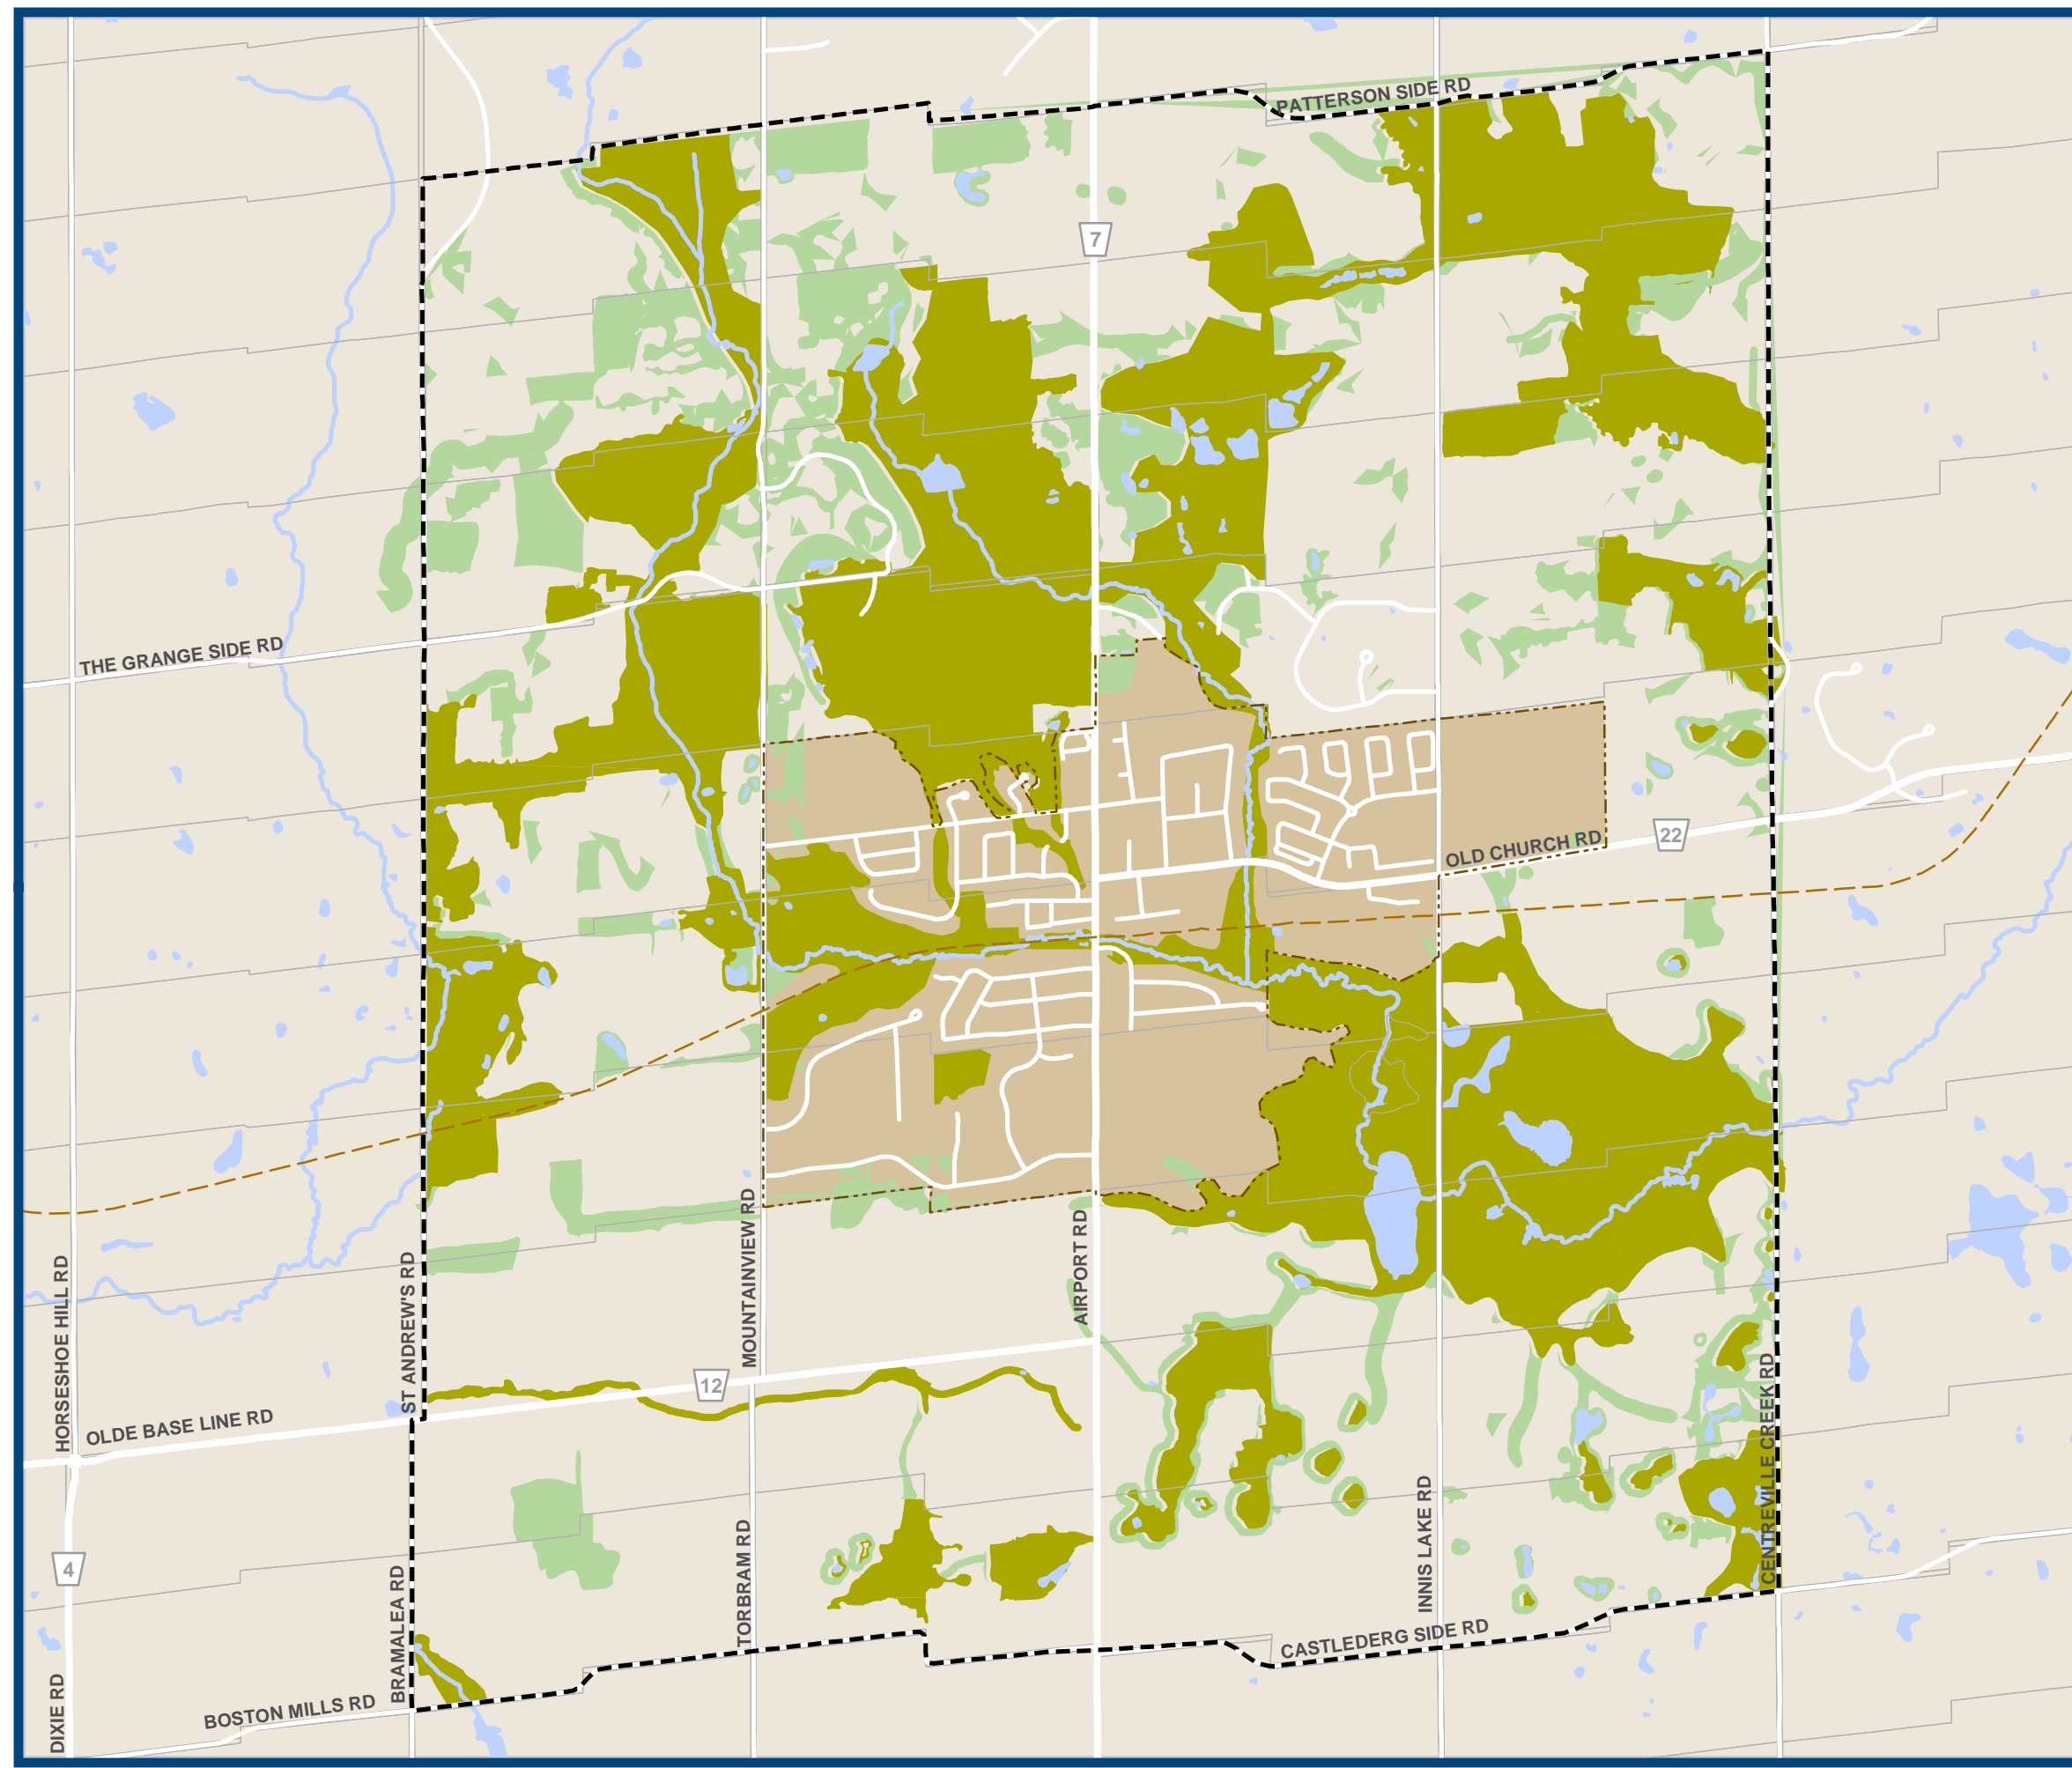 PATTERSON SIDE RD
7
THE GRANGE SIDE RD
22
OLD CHURCH RD
HORSESHOE HILL RD
ST ANDREW'S RD
MOUNTAINVIEW RD
AIRPORT RD
12
OLDE BASE LINE RD
CENTREVILLE CREEK RD
INNIS LAKE RD
TORBRAM RD
4
BRAMALEA RD
CASTLEDERG SIDE RD
DIXIE RD
BOSTON MILLS RD